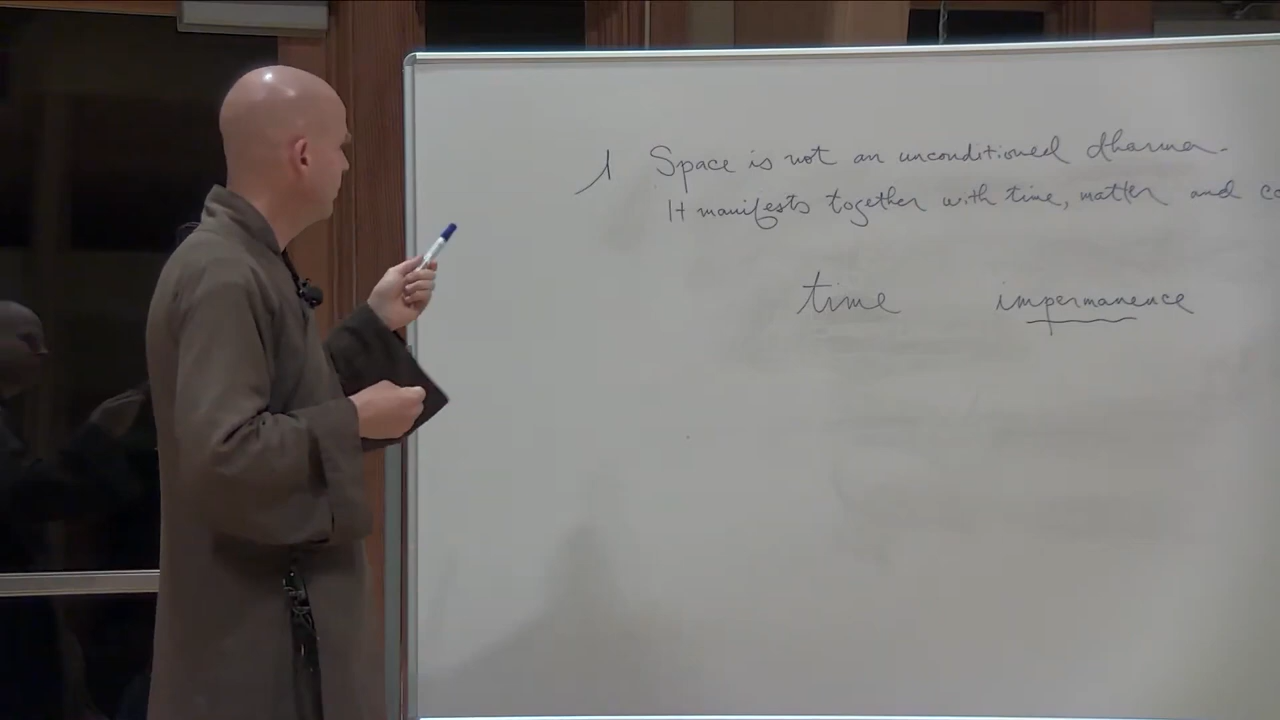 1 Space is not an unconditioned dharma.
It manifests together with time, matter and
time impermanence